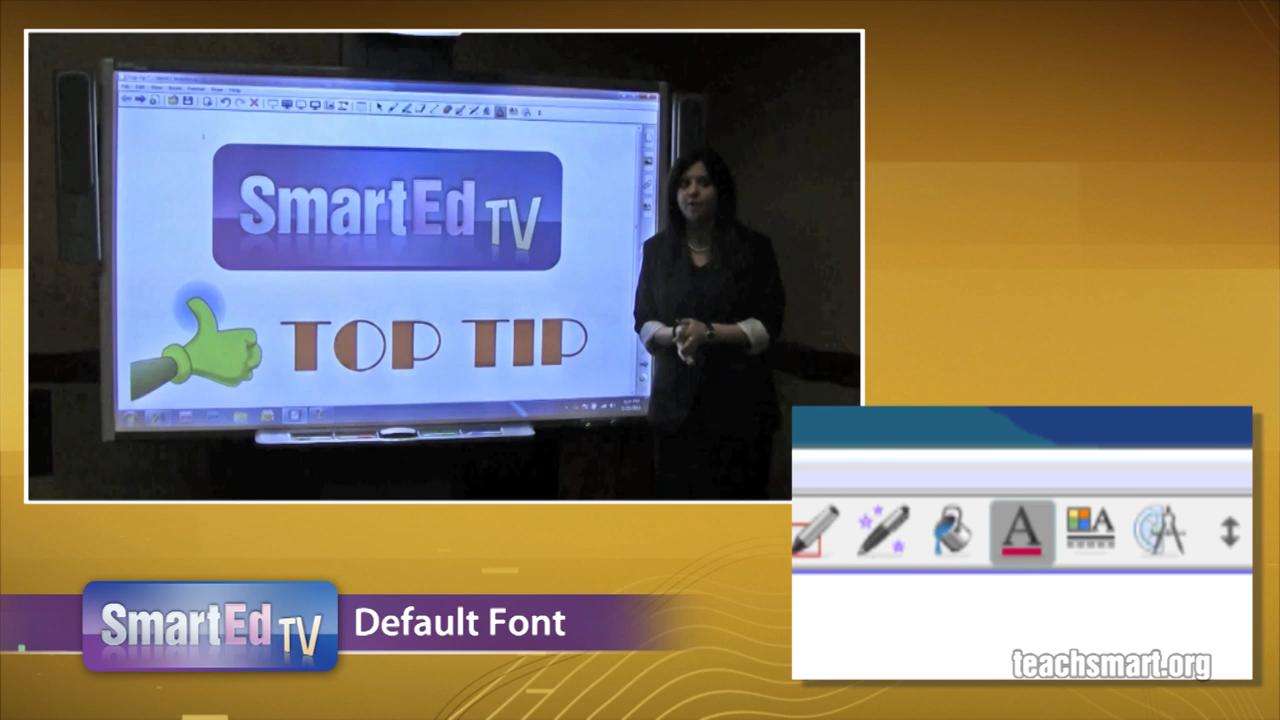 SmartEd TV
TOP TIP
SmartEd TV
Default Font
A
A
teachsmart.org